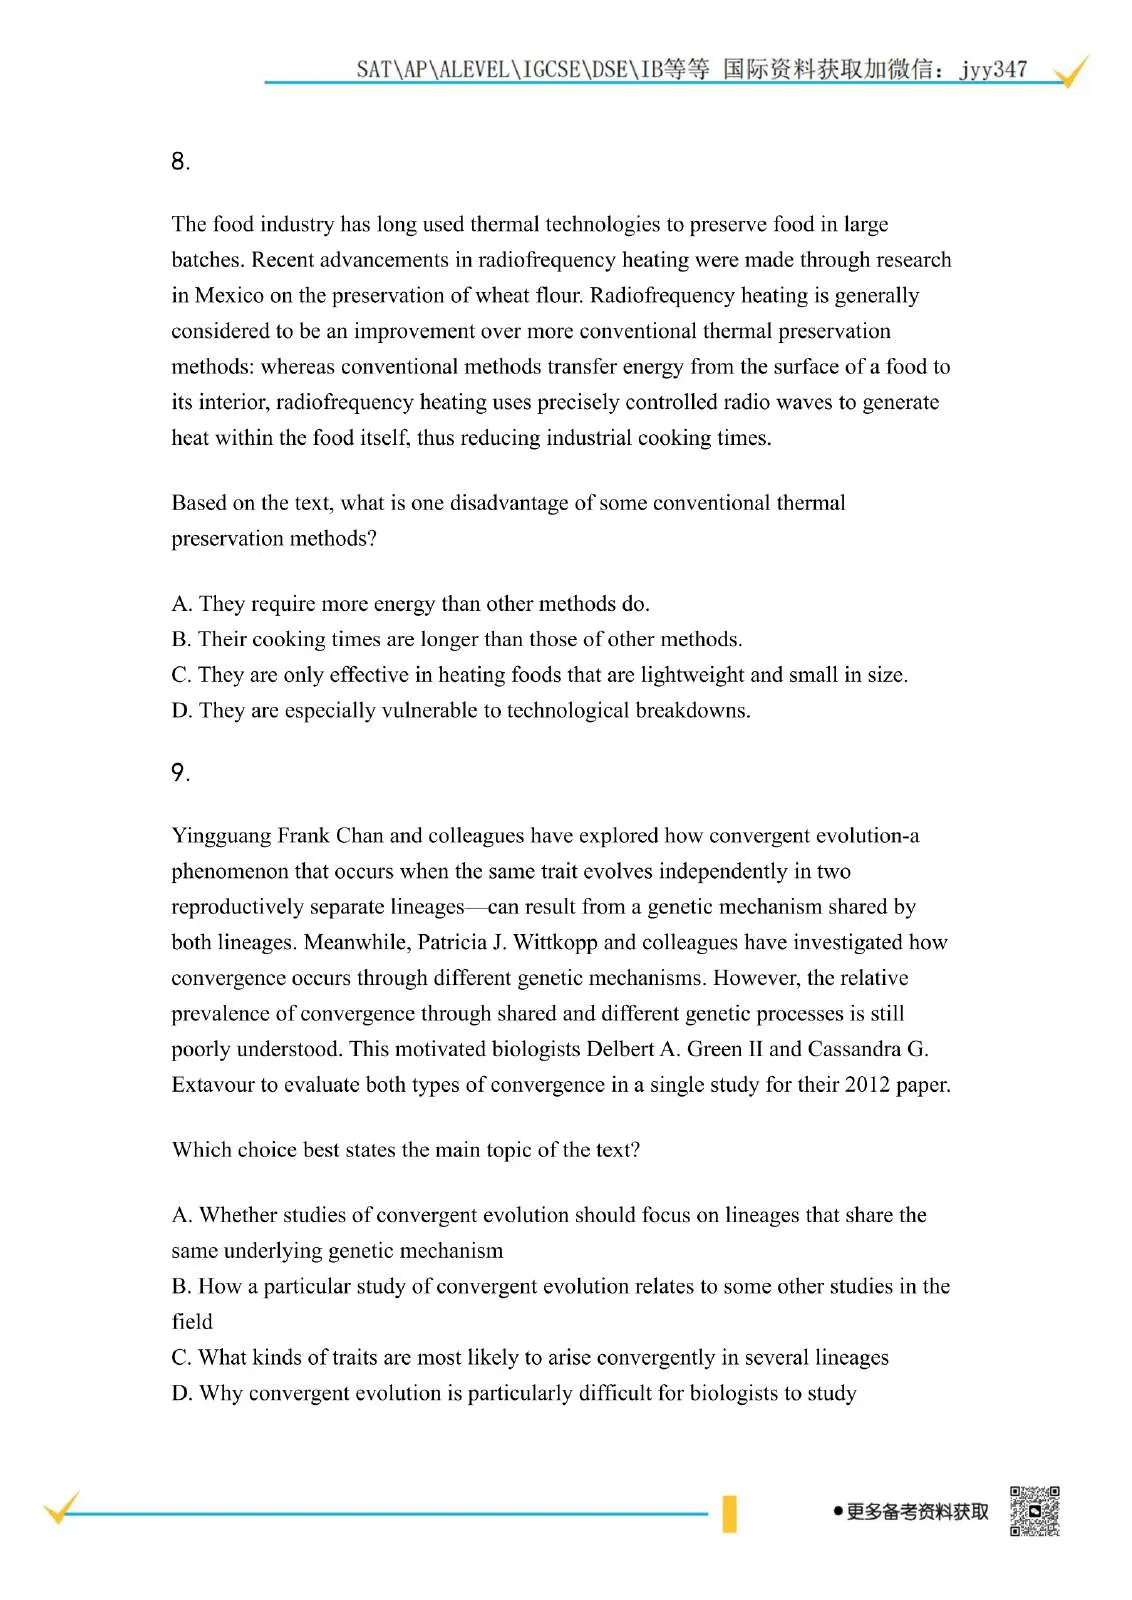 SAT\AP\ALEVEL\IGCSE\DSE\IB等等 国际资料获取加微信：jyy347
8.
The food industry has long used thermal technologies to preserve food in large
batches. Recent advancements in radiofrequency heating were made through research
in Mexico on the preservation of wheat flour. Radiofrequency heating is generally
considered to be an improvement over more conventional thermal preservation
methods: whereas conventional methods transfer energy from the surface of a food to
its interior, radiofrequency heating uses precisely controlled radio waves to generate
heat within the food itself, thus reducing industrial cooking times.
Based on the text, what is one disadvantage of some conventional thermal
preservation methods?
A. They require more energy than other methods do.
B. Their cooking times are longer than those of other methods.
C. They are only effective in heating foods that are lightweight and small in size.
D. They are especially vulnerable to technological breakdowns.
9.
Yingguang Frank Chan and colleagues have explored how convergent evolution-a
phenomenon that occurs when the same trait evolves independently in two
reproductively separate lineages—can result from a genetic mechanism shared by
both lineages. Meanwhile, Patricia J. Wittkopp and colleagues have investigated how
convergence occurs through different genetic mechanisms. However, the relative
prevalence of convergence through shared and different genetic processes is still
poorly understood. This motivated biologists Delbert A. Green II and Cassandra G.
Extavour to evaluate both types of convergence in a single study for their 2012 paper.
Which choice best states the main topic of the text?
A. Whether studies of convergent evolution should focus on lineages that share the
same underlying genetic mechanism
B. How a particular study of convergent evolution relates to some other studies in the
field
C. What kinds of traits are most likely to arise convergently in several lineages
D. Why convergent evolution is particularly difficult for biologists to study
●更多备考资料获取